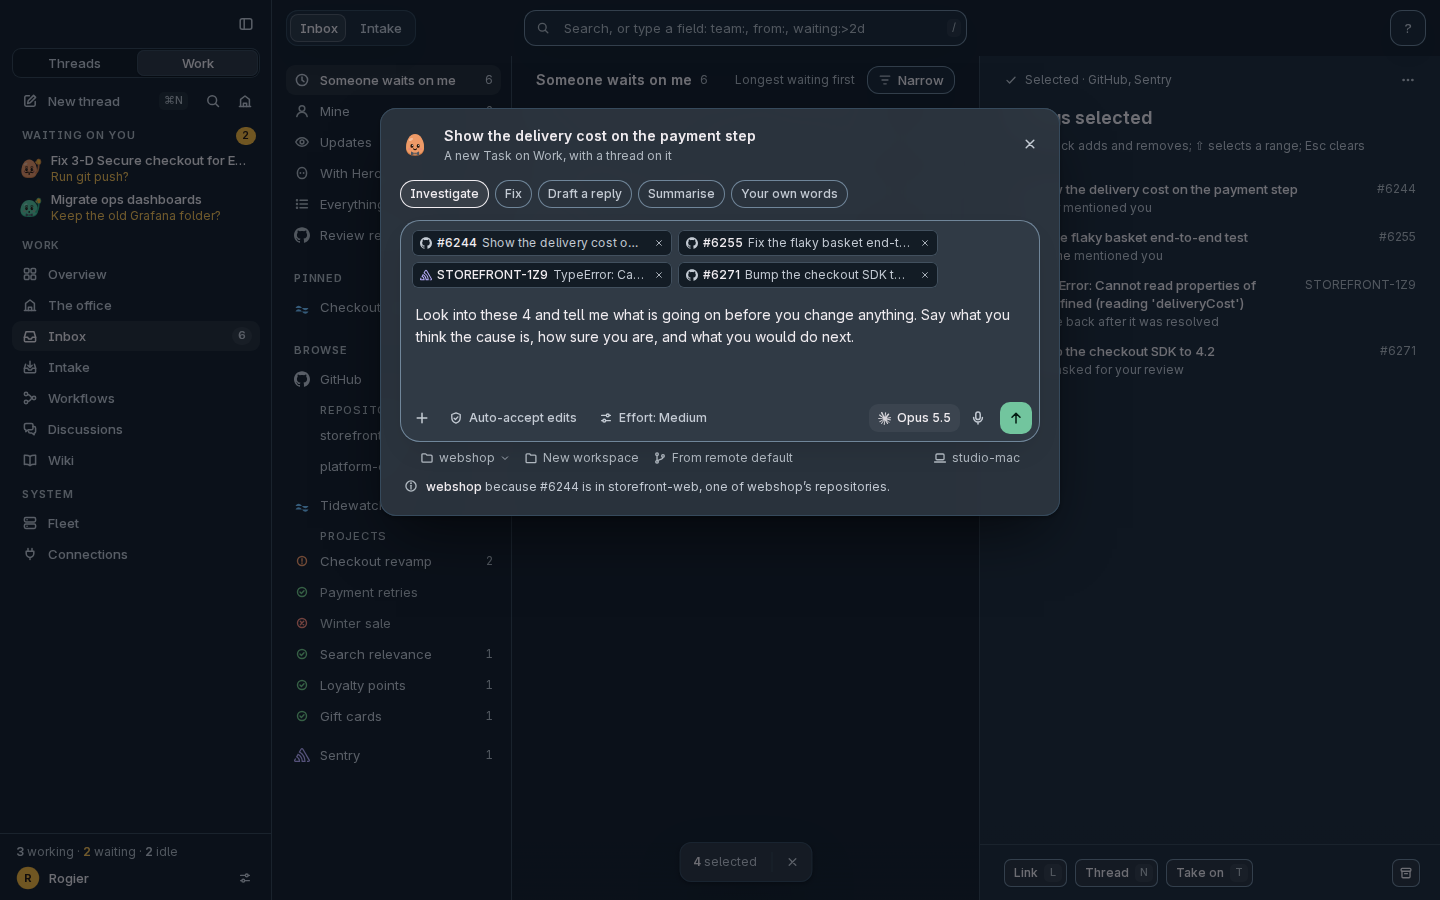 Threads
Work
New thread
⌘N
WAITING ON YOU
2
Fix 3-D Secure checkout for E...
Run git push?
Migrate ops dashboards
Keep the old Grafana folder?
WORK
Overview
The office
Inbox
6
Intake
Workflows
Discussions
Wiki
SYSTEM
Fleet
Connections
3 working · 2 waiting · 2 idle
R
Rogier
Inbox
Intake
Search, or type a field: team:, from:, waiting:>2d
/
?
Someone waits on me
6
Mine
Updates
With Herc
Everything
Review re
PINNED
Checkout
BROWSE
GitHub
REPOSITO
storefront
platform-
Tidewatc
PROJECTS
Checkout revamp
2
Payment retries
Winter sale
Search relevance
1
Loyalty points
1
Gift cards
1
Sentry
1
Someone waits on me 6
Longest waiting first
Narrow
Selected · GitHub, Sentry
...
s selected
ck adds and removes; ⇧ selects a range; Esc clears
the delivery cost on the payment step
#6244
mentioned you
e flaky basket end-to-end test
#6255
ne mentioned you
Error: Cannot read properties of
STOREFRONT-1Z9
fined (reading 'deliveryCost')
back after it was resolved
the checkout SDK to 4.2
#6271
asked for your review
Show the delivery cost on the payment step
A new Task on Work, with a thread on it
Investigate
Fix
Draft a reply
Summarise
Your own words
#6244 Show the delivery cost o...
#6255 Fix the flaky basket end-t...
STOREFRONT-1Z9 TypeError: Ca...
#6271 Bump the checkout SDK t...
Look into these 4 and tell me what is going on before you change anything. Say what you
think the cause is, how sure you are, and what you would do next.
Auto-accept edits
Effort: Medium
Opus 5.5
webshop
New workspace
From remote default
studio-mac
webshop because #6244 is in storefront-web, one of webshop's repositories.
4 selected
Link L
Thread N
Take on T